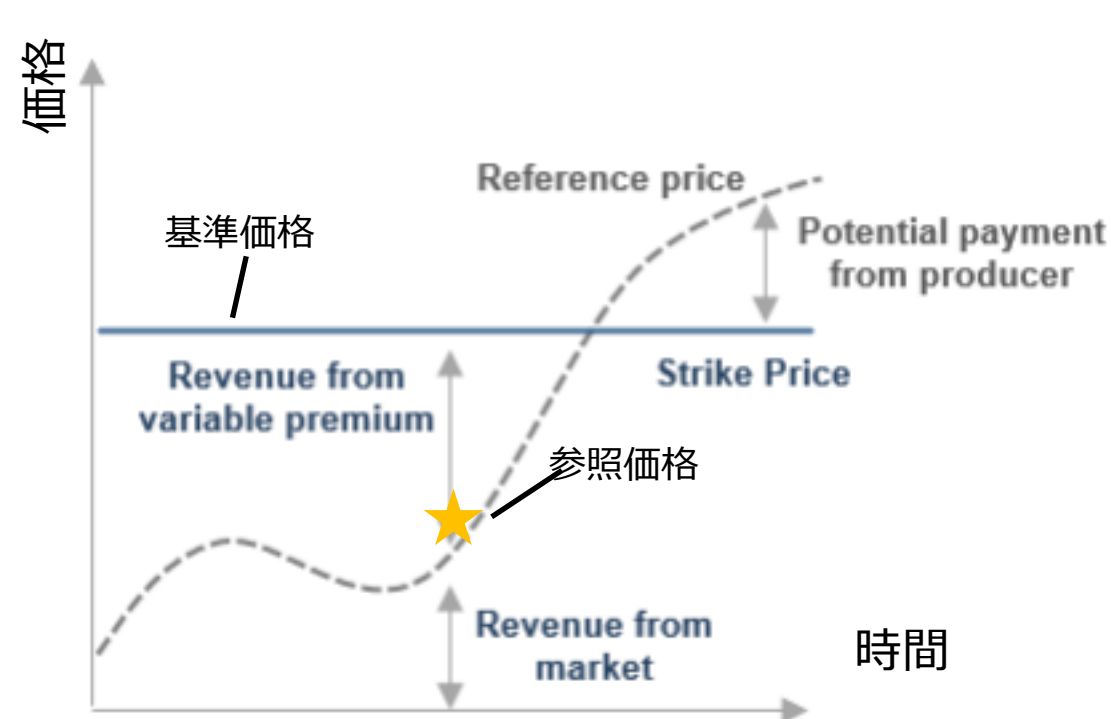 価格
Reference price
基準価格
Potential payment
from producer
Revenue from
variable premium
Strike Price
参照価格
Revenue from
market
時間